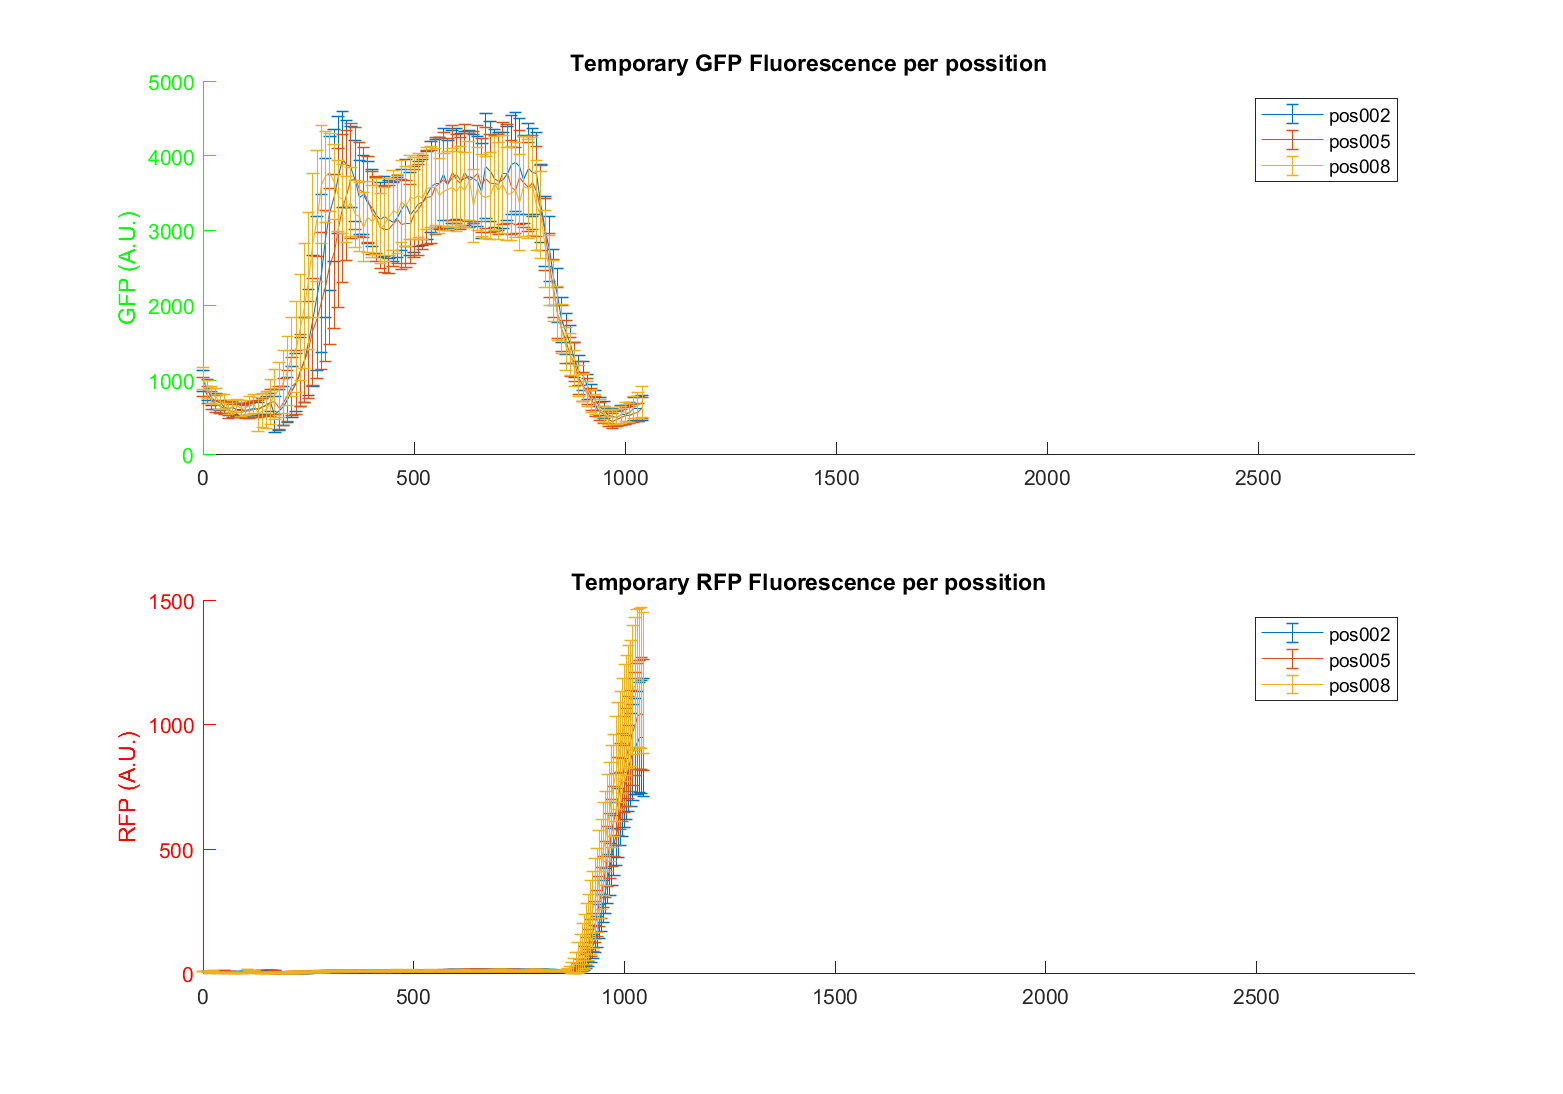 Temporary GFP Fluorescence per possition
5000
4000
3000
2000
1000
0
GFP (A.U.)
0 500 1000 1500 2000 2500
pos002
pos005
pos008
Temporary RFP Fluorescence per possition
1500
1000
500
0
RFP (A.U.)
0 500 1000 1500 2000 2500
pos002
pos005
pos008